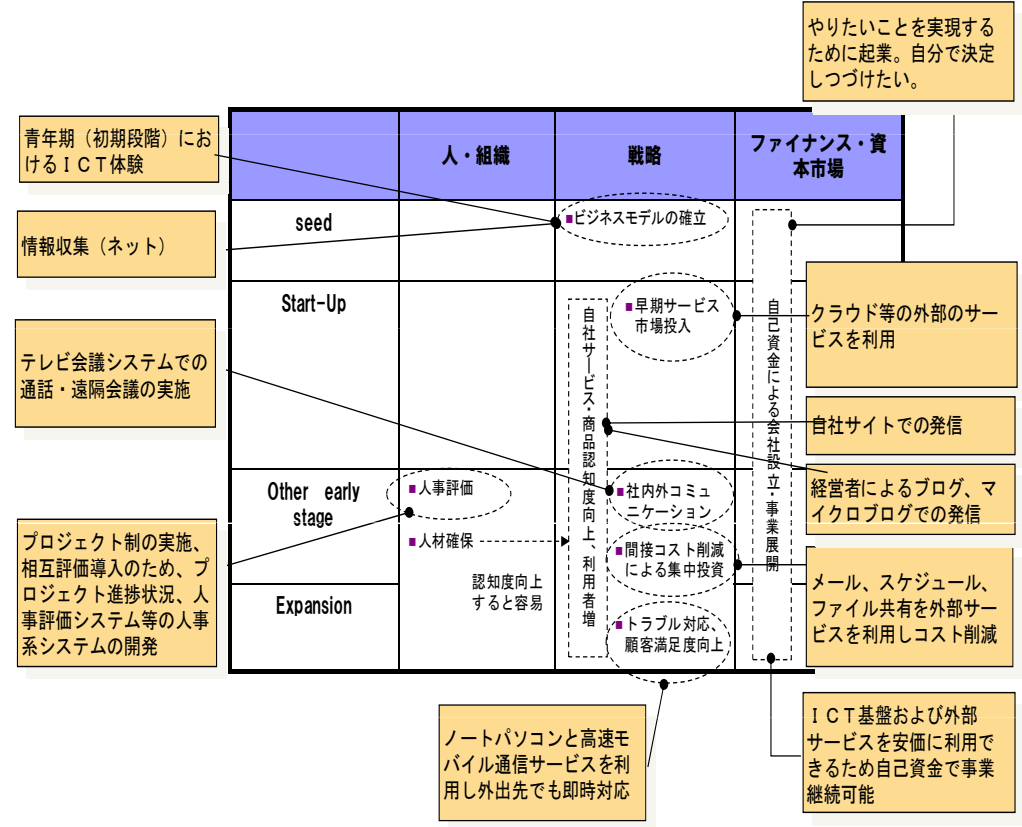 やりたいことを実現する
ために起業。自分で決定
しつづけたい。
青年期（初期段階）にお
けるＩＣＴ体験
人・組織
戦略
ファイナンス・資
本市場
seed
■ビジネスモデルの確立
情報収集（ネット）
Start-Up
■早期サービス
市場投入
自社サービス・商品認知度向上、利用者増
自己資金による会社設立・事業展開
クラウド等の外部のサー
ビスを利用
テレビ会議システムでの
通話・遠隔会議の実施
自社サイトでの発信
経営者によるブログ、マ
イクロブログでの発信
Other early
stage
■人事評価
■人材確保
認知度向上
すると容易
■社内外コミュ
ニケーション
■間接コスト削減
による集中投資
プロジェクト制の実施、
相互評価導入のため、プ
ロジェクト進捗状況、人
事評価システム等の人事
系システムの開発
メール、スケジュール、
ファイル共有を外部サー
ビスを利用しコスト削減
Expansion
■トラブル対応、
顧客満足度向上
ノートパソコンと高速モ
バイル通信サービスを利
用し外出先でも即時対応
ＩＣＴ基盤および外部
サービスを安価に利用で
きるため自己資金で事業
継続可能